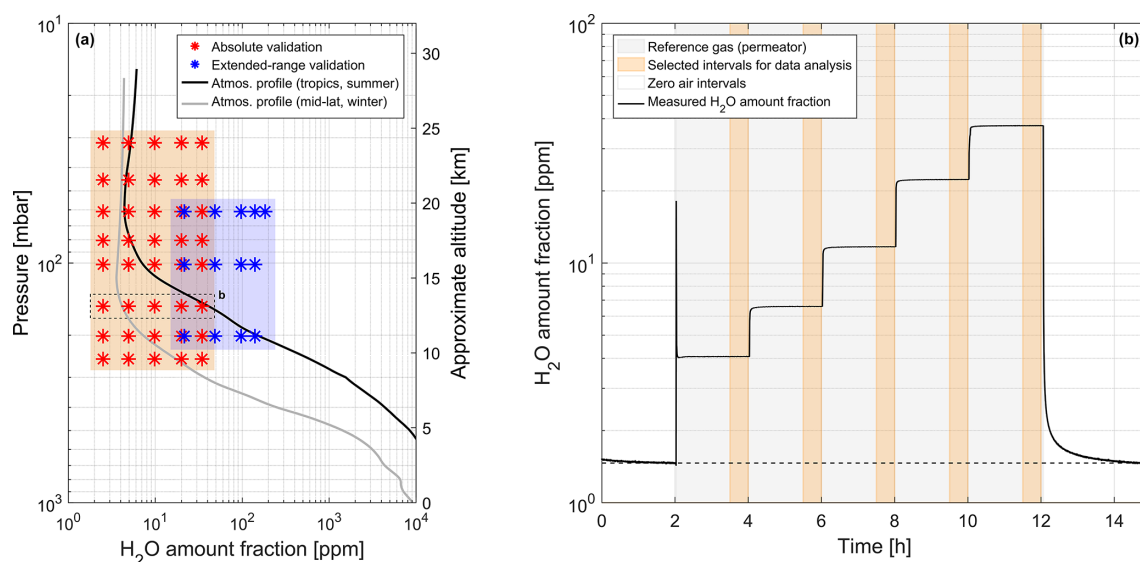 (a)
Absolute validation
Extended-range validation
Atmos. profile (tropics, summer)
Atmos. profile (mid-lat, winter)
b
10¹
10²
10³
Pressure [mbar]
30
25
20
15
10
5
0
Approximate altitude [km]
10⁰ 10¹ 10² 10³ 10⁴
H₂O amount fraction [ppm]
(b)
Reference gas (permeator)
Selected intervals for data analysis
Zero air intervals
Measured H₂O amount fraction
10²
10¹
10⁰
H₂O amount fraction [ppm]
0 2 4 6 8 10 12 14
Time [h]